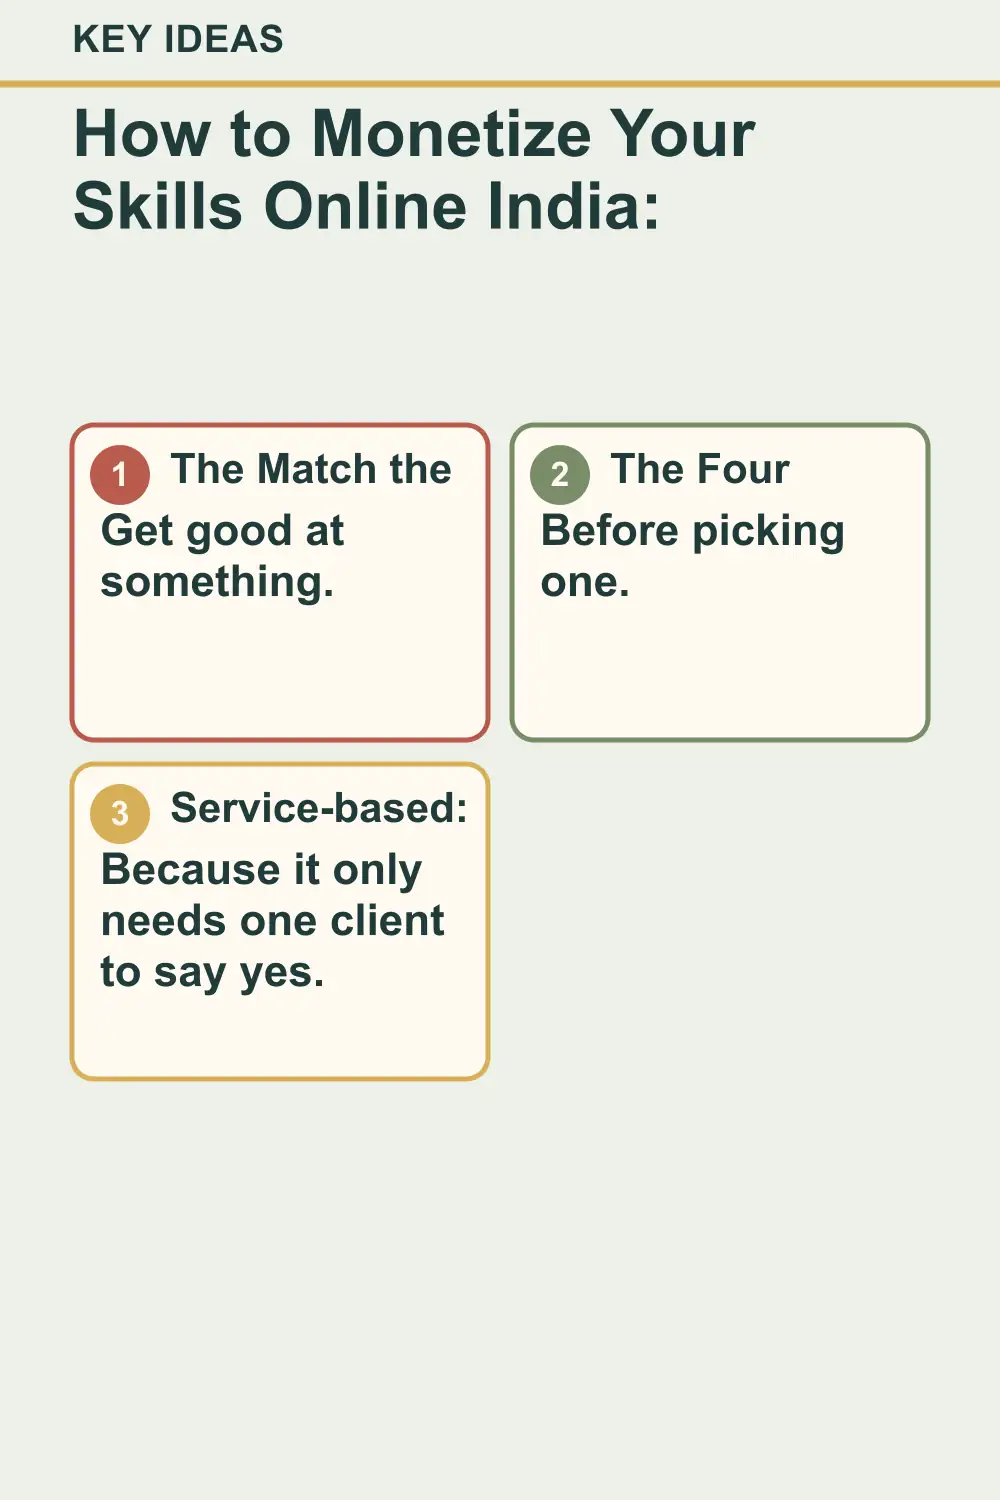 KEY IDEAS
How to Monetize Your
Skills Online India:
1 The Match the
Get good at
something.
2 The Four
Before picking
one.
3 Service-based:
Because it only
needs one client
to say yes.